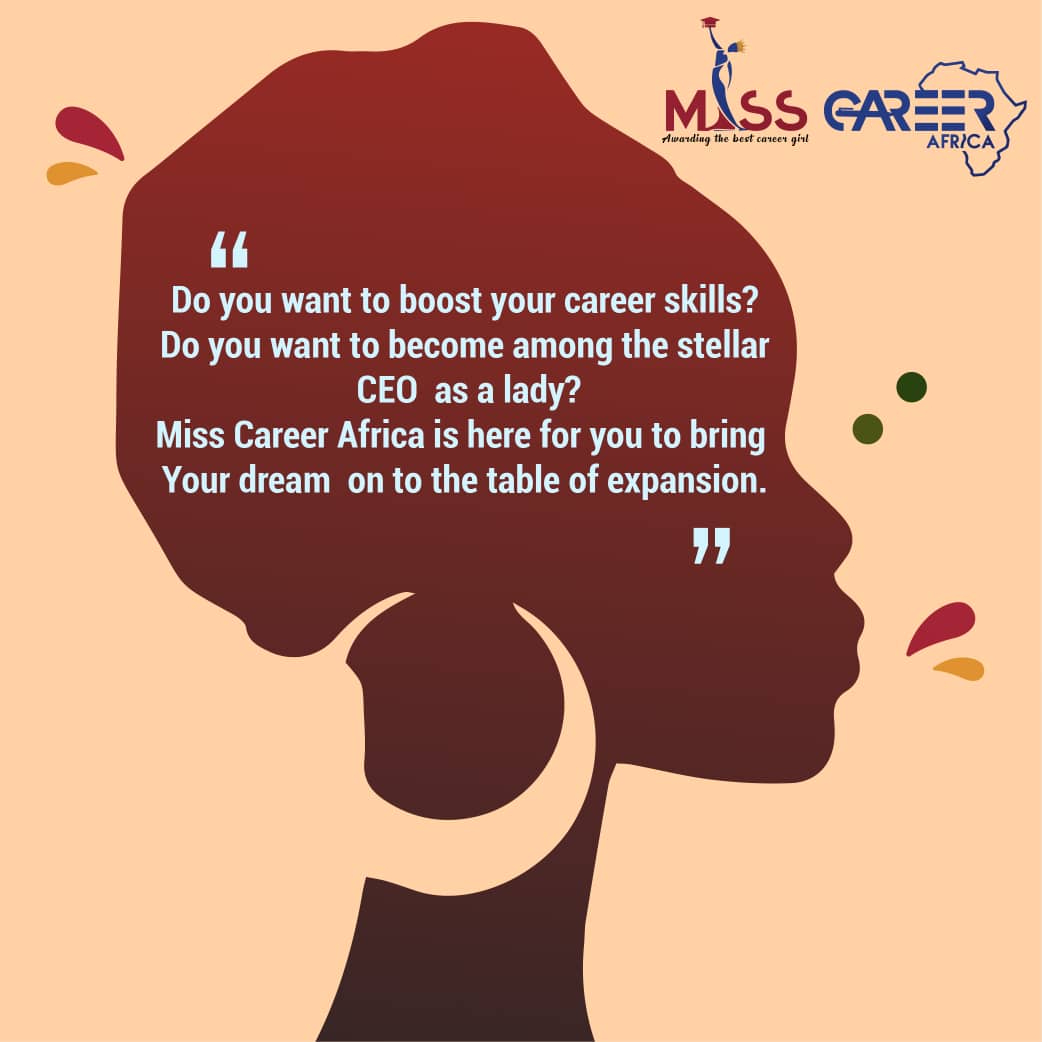 MISS CAREER
AFRICA
Awarding the best career girl
“
Do you want to boost your career skills?
Do you want to become among the stellar
CEO  as a lady?
Miss Career Africa is here for you to bring
Your dream  on to the table of expansion.
”